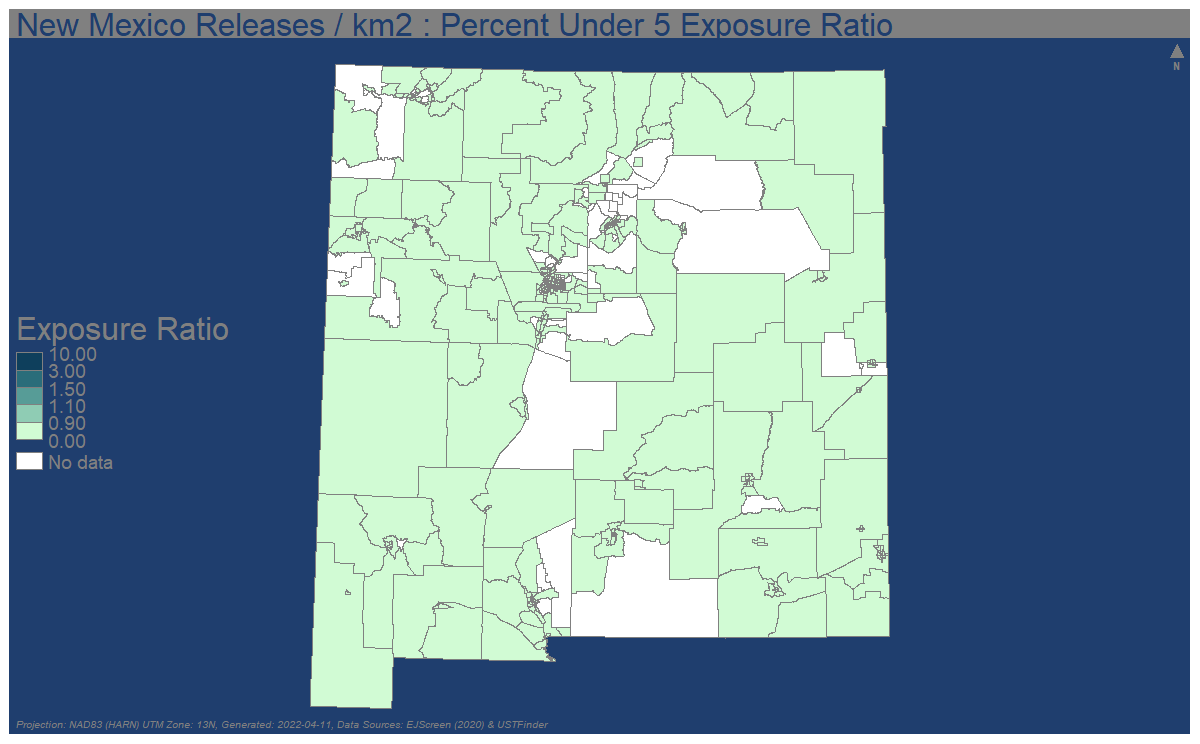 New Mexico Releases / km2 : Percent Under 5 Exposure Ratio
N
Exposure Ratio
10.00
3.00
1.50
1.10
0.90
0.00
No data
Projection: NAD83 (HARN) UTM Zone: 13N, Generated: 2022-04-11, Data Sources: EJScreen (2020) & USTFinder